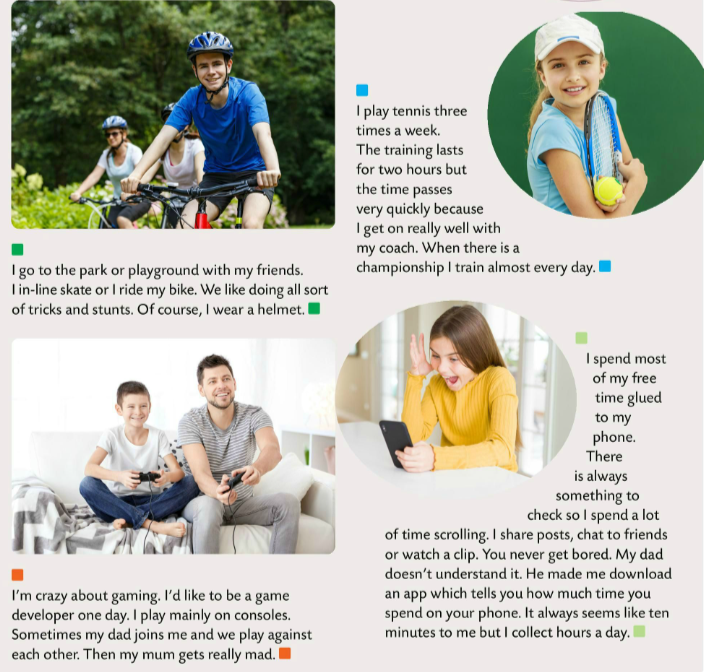 I go to the park or playground with my friends.
I in-line skate or I ride my bike. We like doing all sort
of tricks and stunts. Of course, I wear a helmet.
I play tennis three
times a week.
The training lasts
for two hours but
the time passes
very quickly because
I get on really well with
my coach. When there is a
championship I train almost every day.
I'm crazy about gaming. I'd like to be a game
developer one day. I play mainly on consoles.
Sometimes my dad joins me and we play against
each other. Then my mum gets really mad.
I spend most
of my free
time glued
to my
phone.
There
is always
something to
check so I spend a lot
of time scrolling. I share posts, chat to friends
or watch a clip. You never get bored. My dad
doesn't understand it. He made me download
an app which tells you how much time you
spend on your phone. It always seems like ten
minutes to me but I collect hours a day.